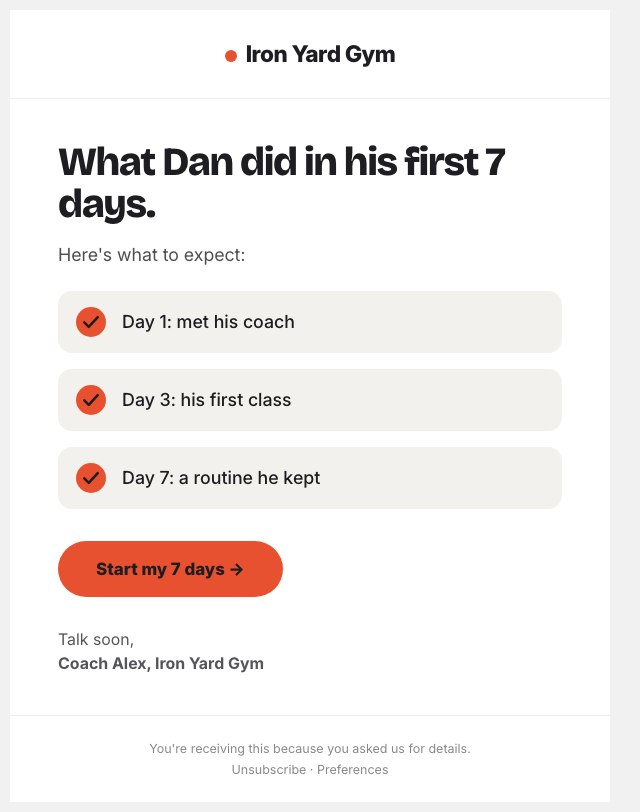 Iron Yard Gym
What Dan did in his first 7
days.
Here's what to expect:
Day 1: met his coach
Day 3: his first class
Day 7: a routine he kept
Start my 7 days →
Talk soon,
Coach Alex, Iron Yard Gym
You're receiving this because you asked us for details.
Unsubscribe · Preferences